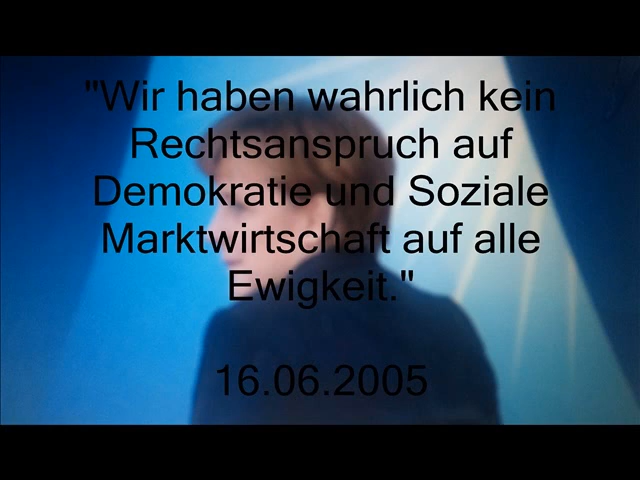 "Wir haben wahrlich kein
Rechtsanspruch auf
Demokratie und Soziale
Marktwirtschaft auf alle
Ewigkeit."
16.06.2005